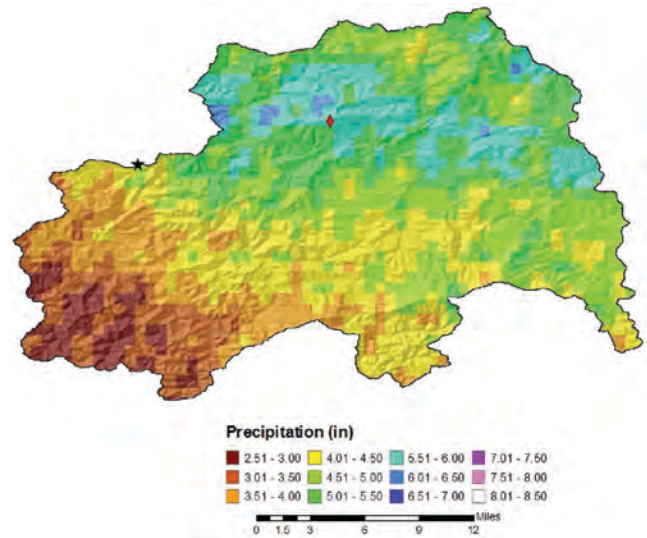 Precipitation (in)
2.51 - 3.00 4.01 - 4.50 5.51 - 6.00 7.01 - 7.50
3.01 - 3.50 4.51 - 5.00 6.01 - 6.50 7.51 - 8.00
3.51 - 4.00 5.01 - 5.50 6.51 - 7.00 8.01 - 8.50
Miles
0 1.5 3 6 9 12